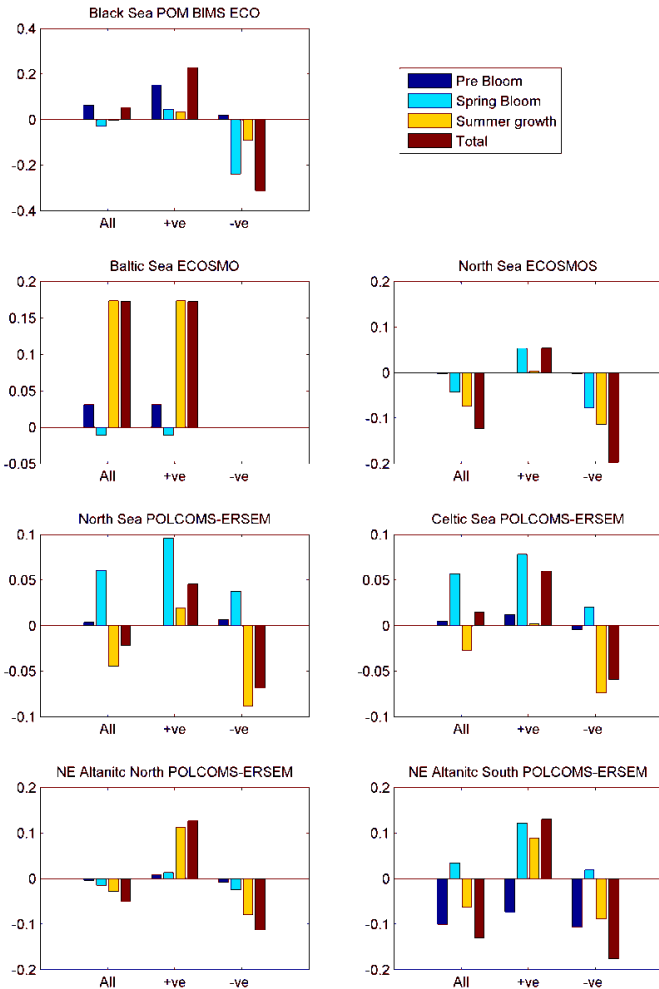 Black Sea POM BIMS ECO
0.4
0.2
0
-0.2
-0.4
All +ve -ve
Pre Bloom
Spring Bloom
Summer growth
Total
Baltic Sea ECOSMO
0.2
0.15
0.1
0.05
0
-0.05
All +ve -ve
North Sea ECOSMOS
0.2
0.1
0
-0.1
-0.2
All +ve -ve
North Sea POLCOMS-ERSEM
0.1
0.05
0
-0.05
-0.1
All +ve -ve
Celtic Sea POLCOMS-ERSEM
0.1
0.05
0
-0.05
-0.1
All +ve -ve
NE Altanitc North POLCOMS-ERSEM
0.2
0.1
0
-0.1
-0.2
All +ve -ve
NE Altanitc South POLCOMS-ERSEM
0.2
0.1
0
-0.1
-0.2
All +ve -ve